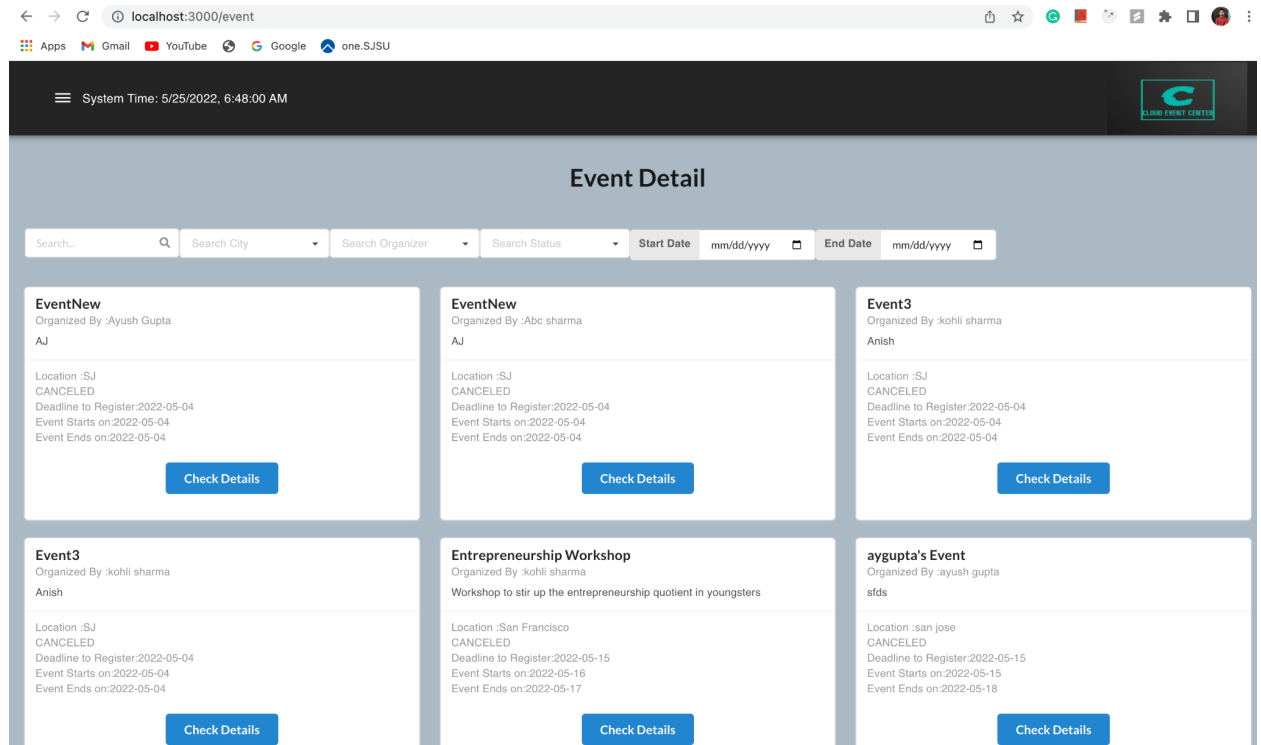 localhost:3000/event
Apps Gmail YouTube Google one.SJSU
System Time: 5/25/2022, 6:48:00 AM
CLOUD EVENT CENTER
Event Detail
Search... Search City Search Organizer Search Status Start Date mm/dd/yyyy End Date mm/dd/yyyy
EventNew
Organized By :Ayush Gupta
AJ
Location :SJ
CANCELED
Deadline to Register:2022-05-04
Event Starts on:2022-05-04
Event Ends on:2022-05-04
Check Details
EventNew
Organized By :Abc sharma
AJ
Location :SJ
CANCELED
Deadline to Register:2022-05-04
Event Starts on:2022-05-04
Event Ends on:2022-05-04
Check Details
Event3
Organized By :kohli sharma
Anish
Location :SJ
CANCELED
Deadline to Register:2022-05-04
Event Starts on:2022-05-04
Event Ends on:2022-05-04
Check Details
Event3
Organized By :kohli sharma
Anish
Location :SJ
CANCELED
Deadline to Register:2022-05-04
Event Starts on:2022-05-04
Event Ends on:2022-05-04
Check Details
Entrepreneurship Workshop
Organized By :kohli sharma
Workshop to stir up the entrepreneurship quotient in youngsters
Location :San Francisco
CANCELED
Deadline to Register:2022-05-15
Event Starts on:2022-05-16
Event Ends on:2022-05-17
Check Details
aygupta's Event
Organized By :ayush gupta
sfds
Location :san jose
CANCELED
Deadline to Register:2022-05-15
Event Starts on:2022-05-15
Event Ends on:2022-05-18
Check Details